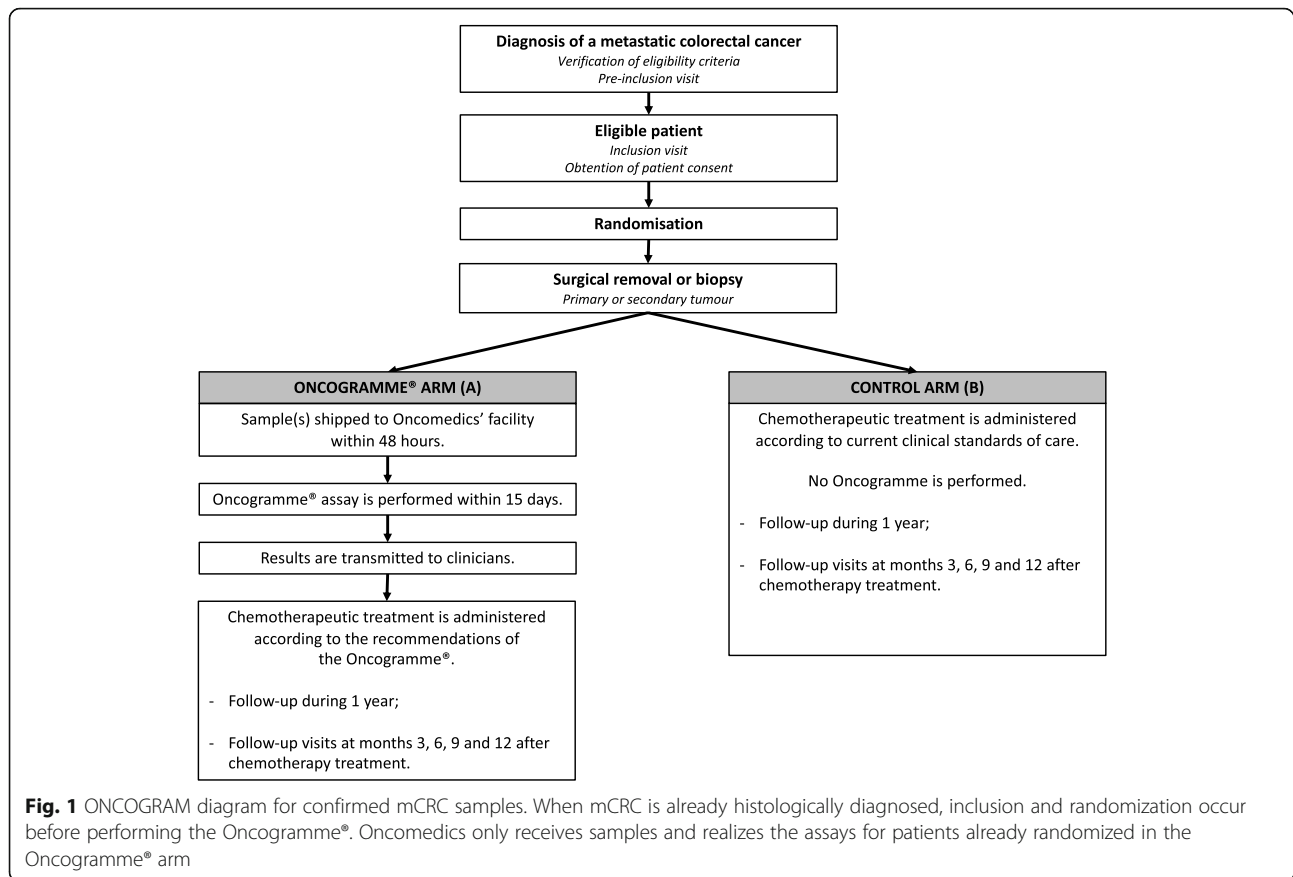 Diagnosis of a metastatic colorectal cancer
Verification of eligibility criteria
Pre-inclusion visit
Eligible patient
Inclusion visit
Obtention of patient consent
Randomisation
Surgical removal or biopsy
Primary or secondary tumour
ONCOGRAMME® ARM (A)
Sample(s) shipped to Oncomedics’ facility
within 48 hours.
Oncogramme® assay is performed within 15 days.
Results are transmitted to clinicians.
Chemotherapeutic treatment is administered
according to the recommendations of
the Oncogramme®.
- Follow-up during 1 year;
- Follow-up visits at months 3, 6, 9 and 12 after
chemotherapy treatment.
CONTROL ARM (B)
Chemotherapeutic treatment is administered
according to current clinical standards of care.
No Oncogramme is performed.
- Follow-up during 1 year;
- Follow-up visits at months 3, 6, 9 and 12 after
chemotherapy treatment.
Fig. 1 ONCOGRAM diagram for confirmed mCRC samples. When mCRC is already histologically diagnosed, inclusion and randomization occur
before performing the Oncogramme®. Oncomedics only receives samples and realizes the assays for patients already randomized in the
Oncogramme® arm